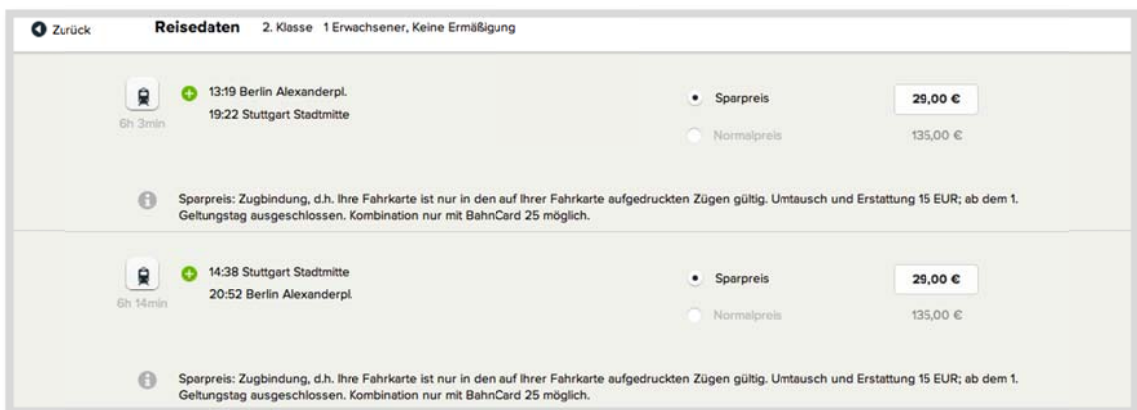 Zurück Reisedaten 2. Klasse 1 Erwachsener, Keine Ermäßigung
13:19 Berlin Alexanderpl. Sparpreis 29,00 €
19:22 Stuttgart Stadtmitte
6h 3min
Normalpreis 135,00 €
Sparpreis: Zugbindung, d.h. Ihre Fahrkarte ist nur in den auf Ihrer Fahrkarte aufgedruckten Zügen gültig. Umtausch und Erstattung 15 EUR; ab dem 1.
Geltungstag ausgeschlossen. Kombination nur mit BahnCard 25 möglich.
14:38 Stuttgart Stadtmitte Sparpreis 29,00 €
20:52 Berlin Alexanderpl.
6h 14min
Normalpreis 135,00 €
Sparpreis: Zugbindung, d.h. Ihre Fahrkarte ist nur in den auf Ihrer Fahrkarte aufgedruckten Zügen gültig. Umtausch und Erstattung 15 EUR; ab dem 1.
Geltungstag ausgeschlossen. Kombination nur mit BahnCard 25 möglich.